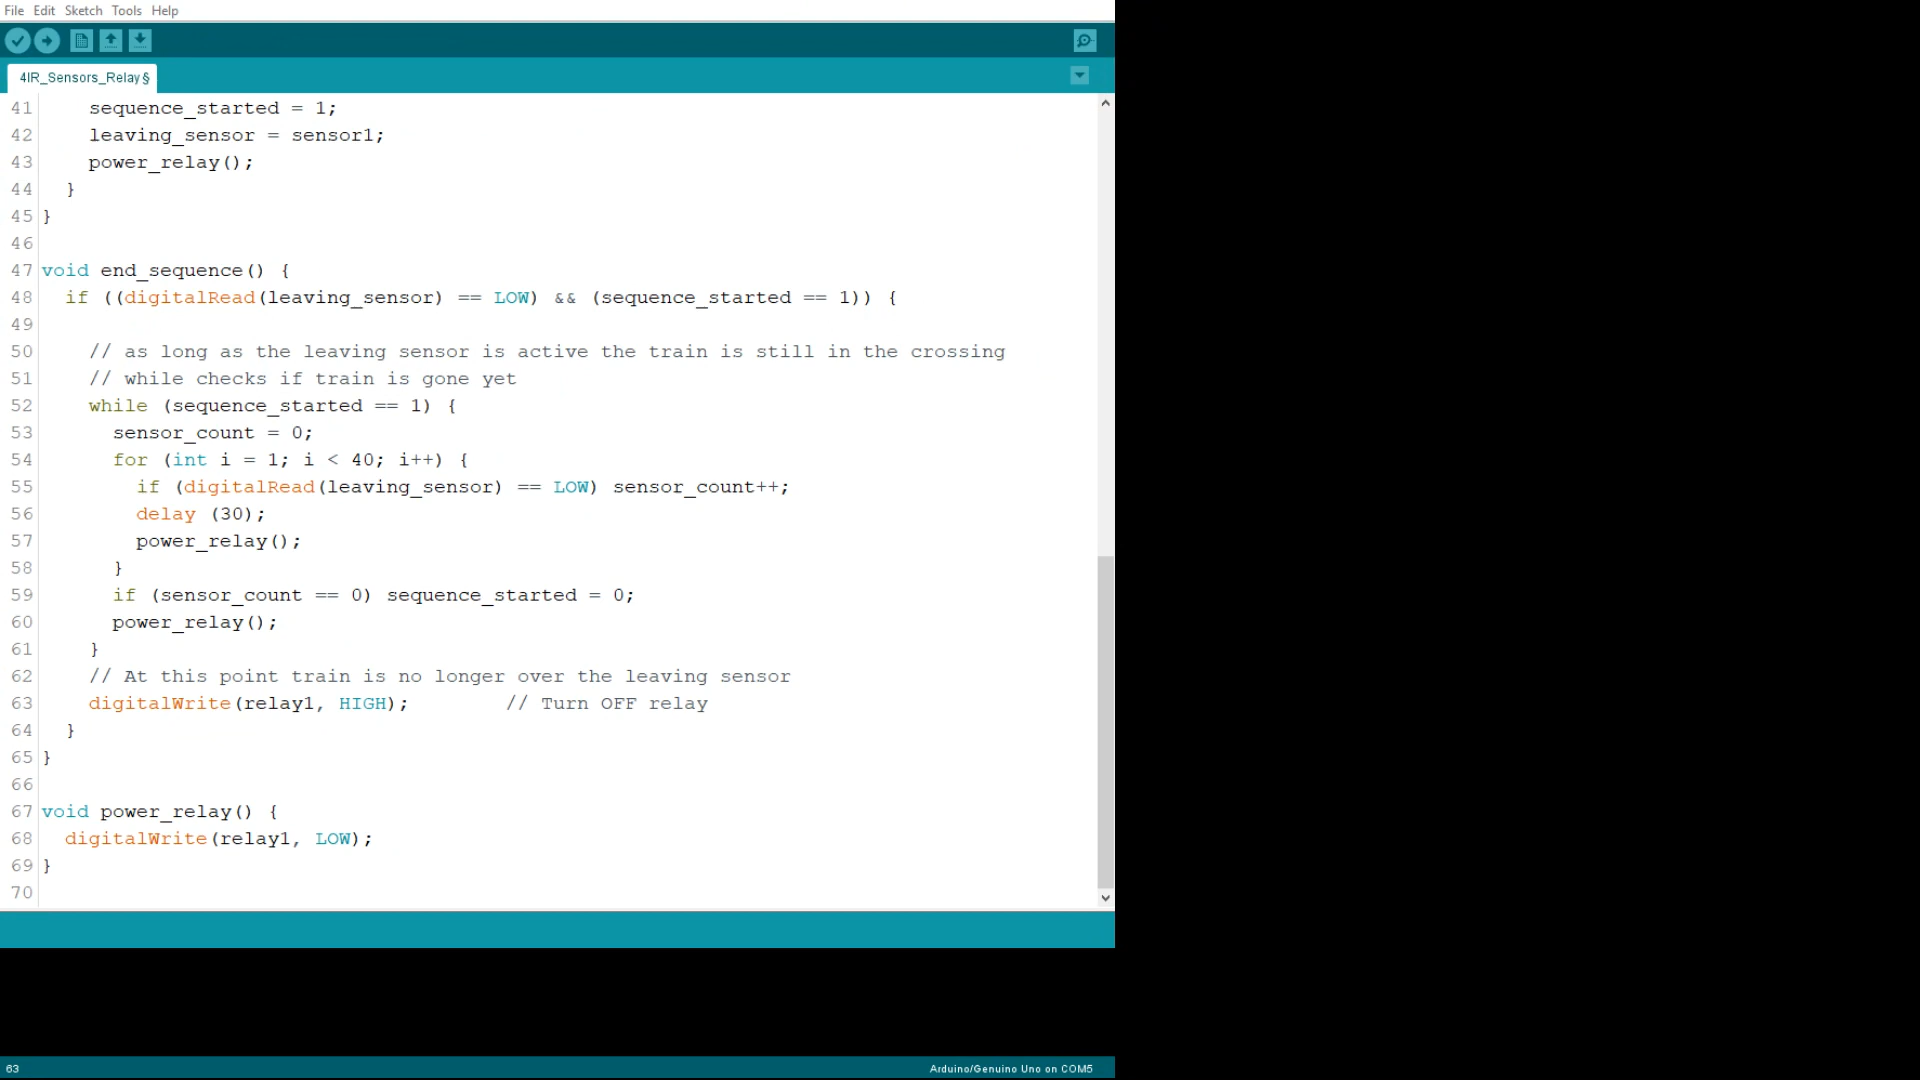 File Edit Sketch Tools Help
4IR_Sensors_Relay§
41 sequence_started = 1;
42 leaving_sensor = sensor1;
43 power_relay();
44 }
45 }
46
47 void end_sequence() {
48 if ((digitalRead(leaving_sensor) == LOW) && (sequence_started == 1)) {
49
50 // as long as the leaving sensor is active the train is still in the crossing
51 // while checks if train is gone yet
52 while (sequence_started == 1) {
53 sensor_count = 0;
54 for (int i = 1; i < 40; i++) {
55 if (digitalRead(leaving_sensor) == LOW) sensor_count++;
56 delay (30);
57 power_relay();
58 }
59 if (sensor_count == 0) sequence_started = 0;
60 power_relay();
61 }
62 // At this point train is no longer over the leaving sensor
63 digitalWrite(relay1, HIGH); // Turn OFF relay
64 }
65 }
66
67 void power_relay() {
68 digitalWrite(relay1, LOW);
69 }
70
63 Arduino/Genuino Uno on COM5